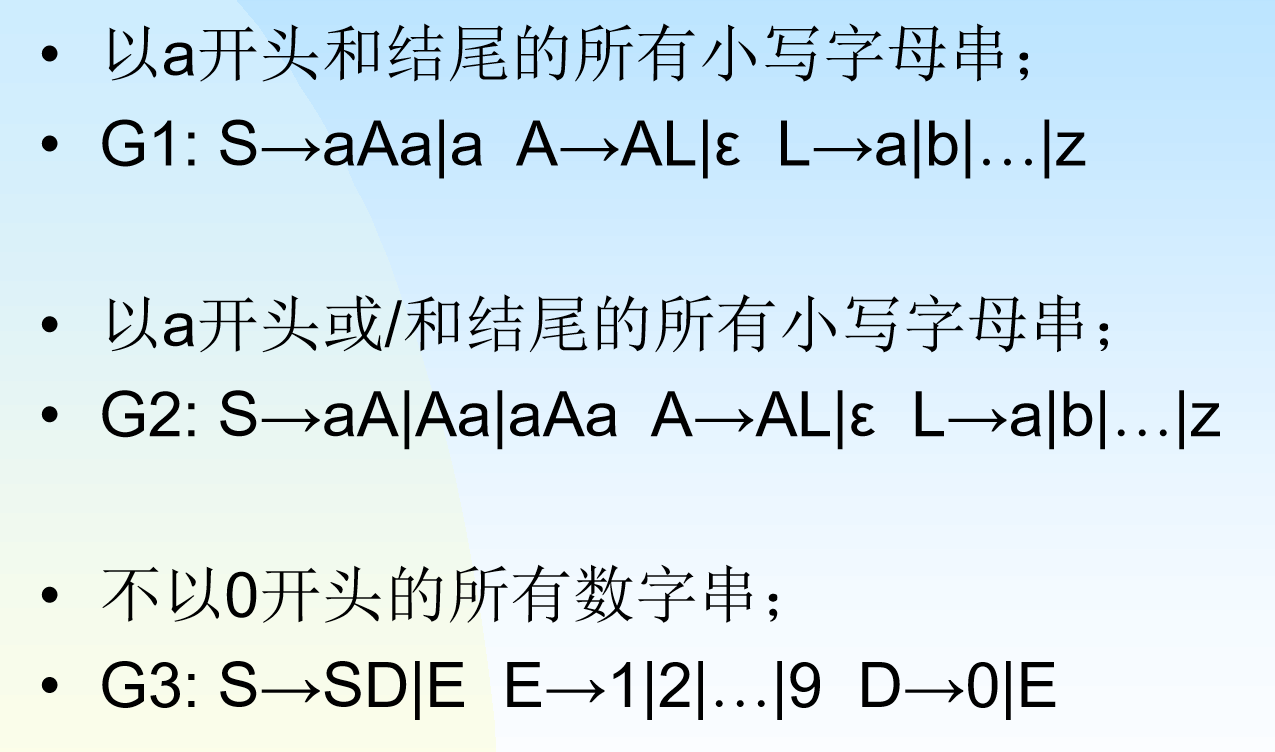 • 以a开头和结尾的所有小写字母串；
• G1: S→aAa|a A→AL|ε L→a|b|…|z
• 以a开头或/和结尾的所有小写字母串；
• G2: S→aA|Aa|aAa A→AL|ε L→a|b|…|z
• 不以0开头的所有数字串；
• G3: S→SD|E E→1|2|…|9 D→0|E